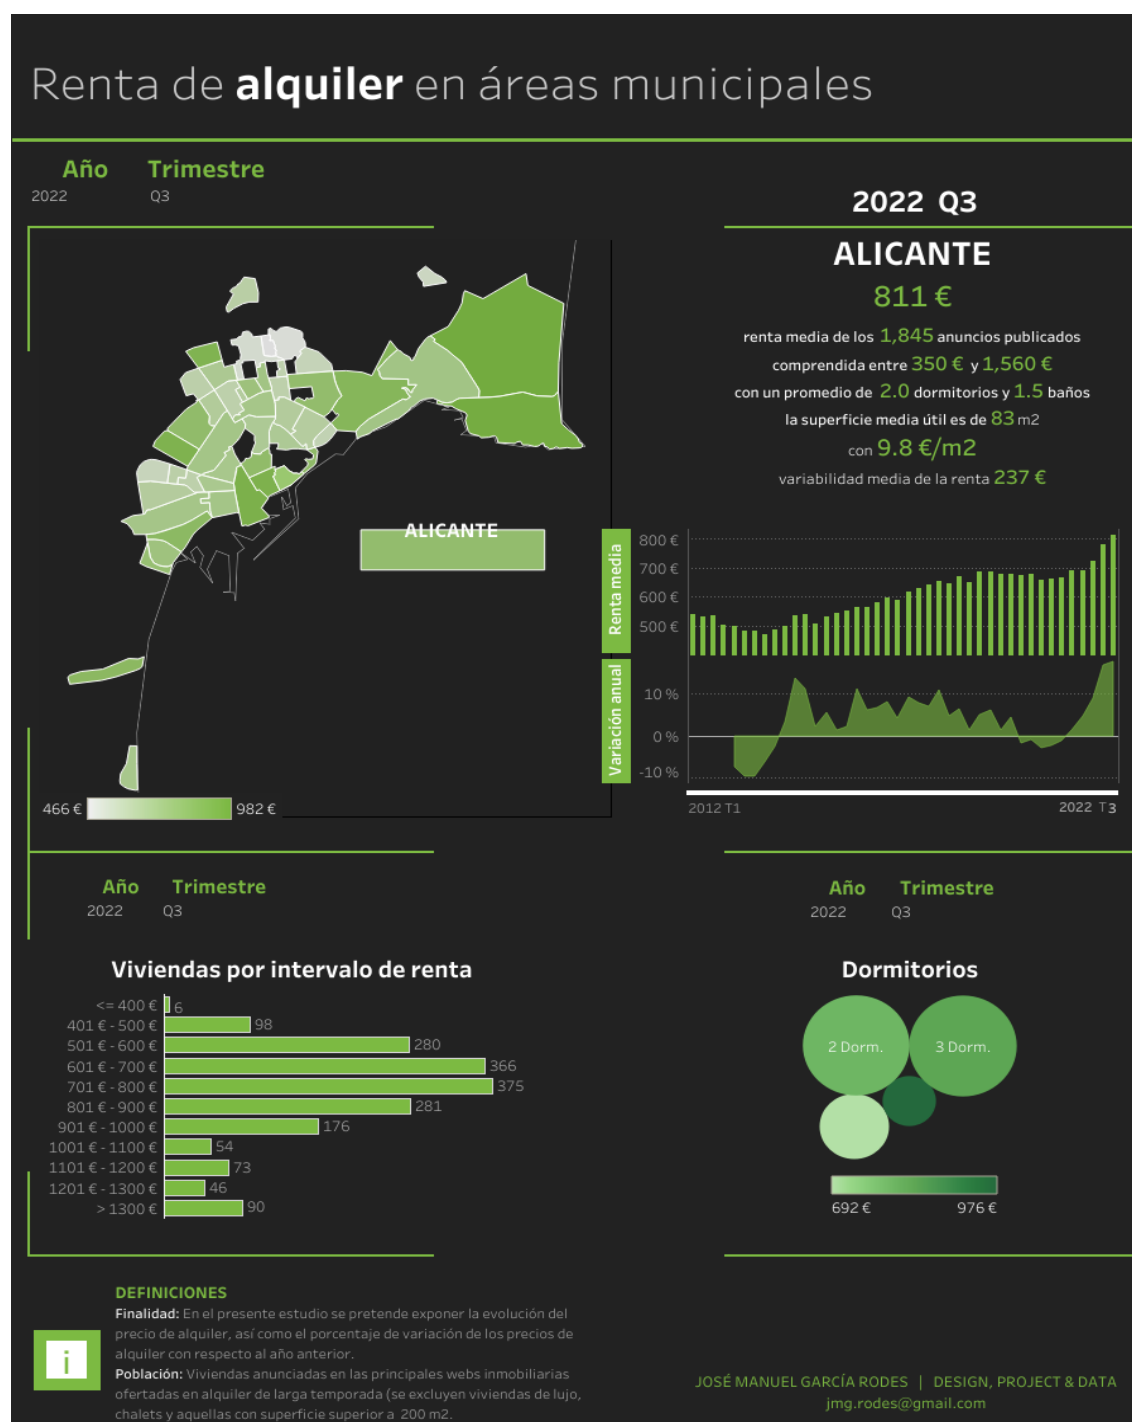 Renta de alquiler en áreas municipales
Año Trimestre
2022 Q3
2022 Q3
ALICANTE
811 €
renta media de los 1,845 anuncios publicados
comprendida entre 350 € y 1,560 €
con un promedio de 2.0 dormitorios y 1.5 baños
la superficie media útil es de 83 m2
con 9.8 €/m2
variabilidad media de la renta 237 €
ALICANTE
466 € 982 €
Renta media
800 €
700 €
600 €
500 €
Variación anual
10 %
0 %
-10 %
2012 T1 2022 T3
Año Trimestre
2022 Q3
Viviendas por intervalo de renta
<= 400 € 6
401 € - 500 € 98
501 € - 600 € 280
601 € - 700 € 366
701 € - 800 € 375
801 € - 900 € 281
901 € - 1000 € 176
1001 € - 1100 € 54
1101 € - 1200 € 73
1201 € - 1300 € 46
> 1300 € 90
Año Trimestre
2022 Q3
Dormitorios
2 Dorm. 3 Dorm.
692 € 976 €
i
DEFINICIONES
Finalidad: En el presente estudio se pretende exponer la evolución del
precio de alquiler, así como el porcentaje de variación de los precios de
alquiler con respecto al año anterior.
Población: Viviendas anunciadas en las principales webs inmobiliarias
ofertadas en alquiler de larga temporada (se excluyen viviendas de lujo,
chalets y aquellas con superficie superior a 200 m2.
JOSÉ MANUEL GARCÍA RODES | DESIGN, PROJECT & DATA
jmg.rodes@gmail.com